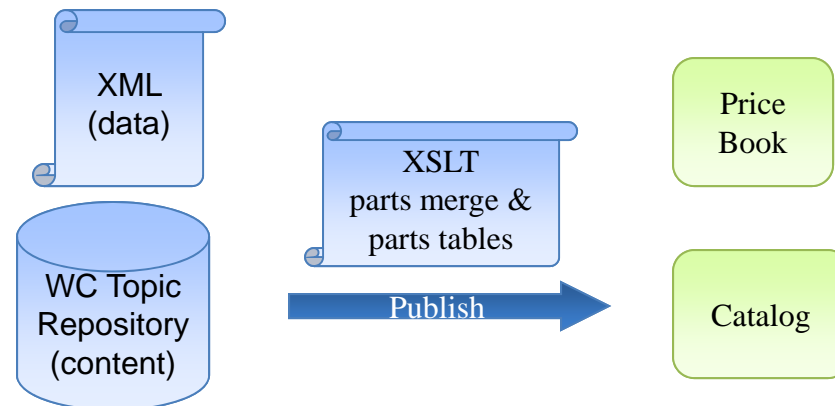 XML
(data)
WC Topic
Repository
(content)
XSLT
parts merge &
parts tables
Publish
Price
Book
Catalog